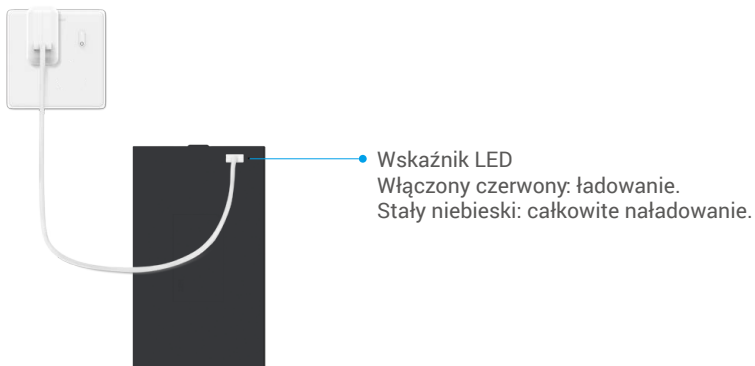 Wskaźnik LED
Włączony czerwony: ładowanie.
Stały niebieski: całkowite naładowanie.